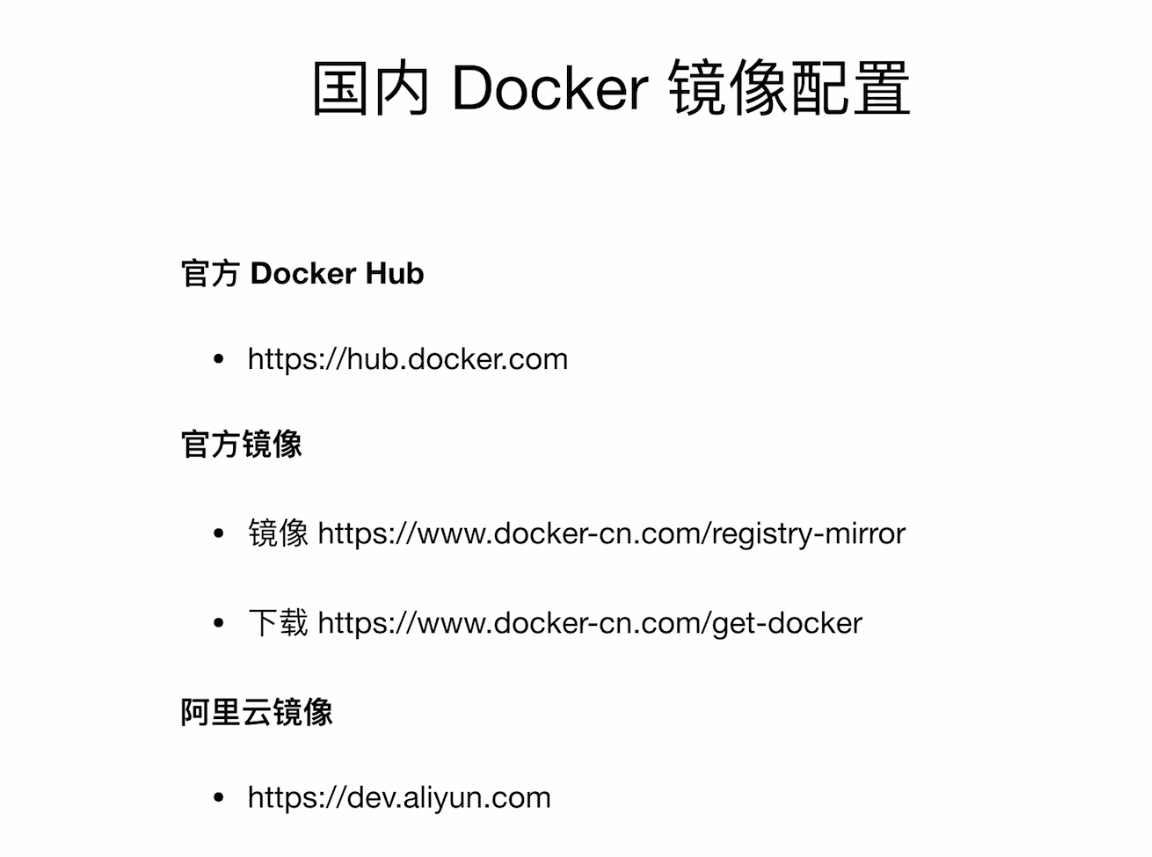 国内 Docker 镜像配置
官方 Docker Hub
• https://hub.docker.com
官方镜像
• 镜像 https://www.docker-cn.com/registry-mirror
• 下载 https://www.docker-cn.com/get-docker
阿里云镜像
• https://dev.aliyun.com